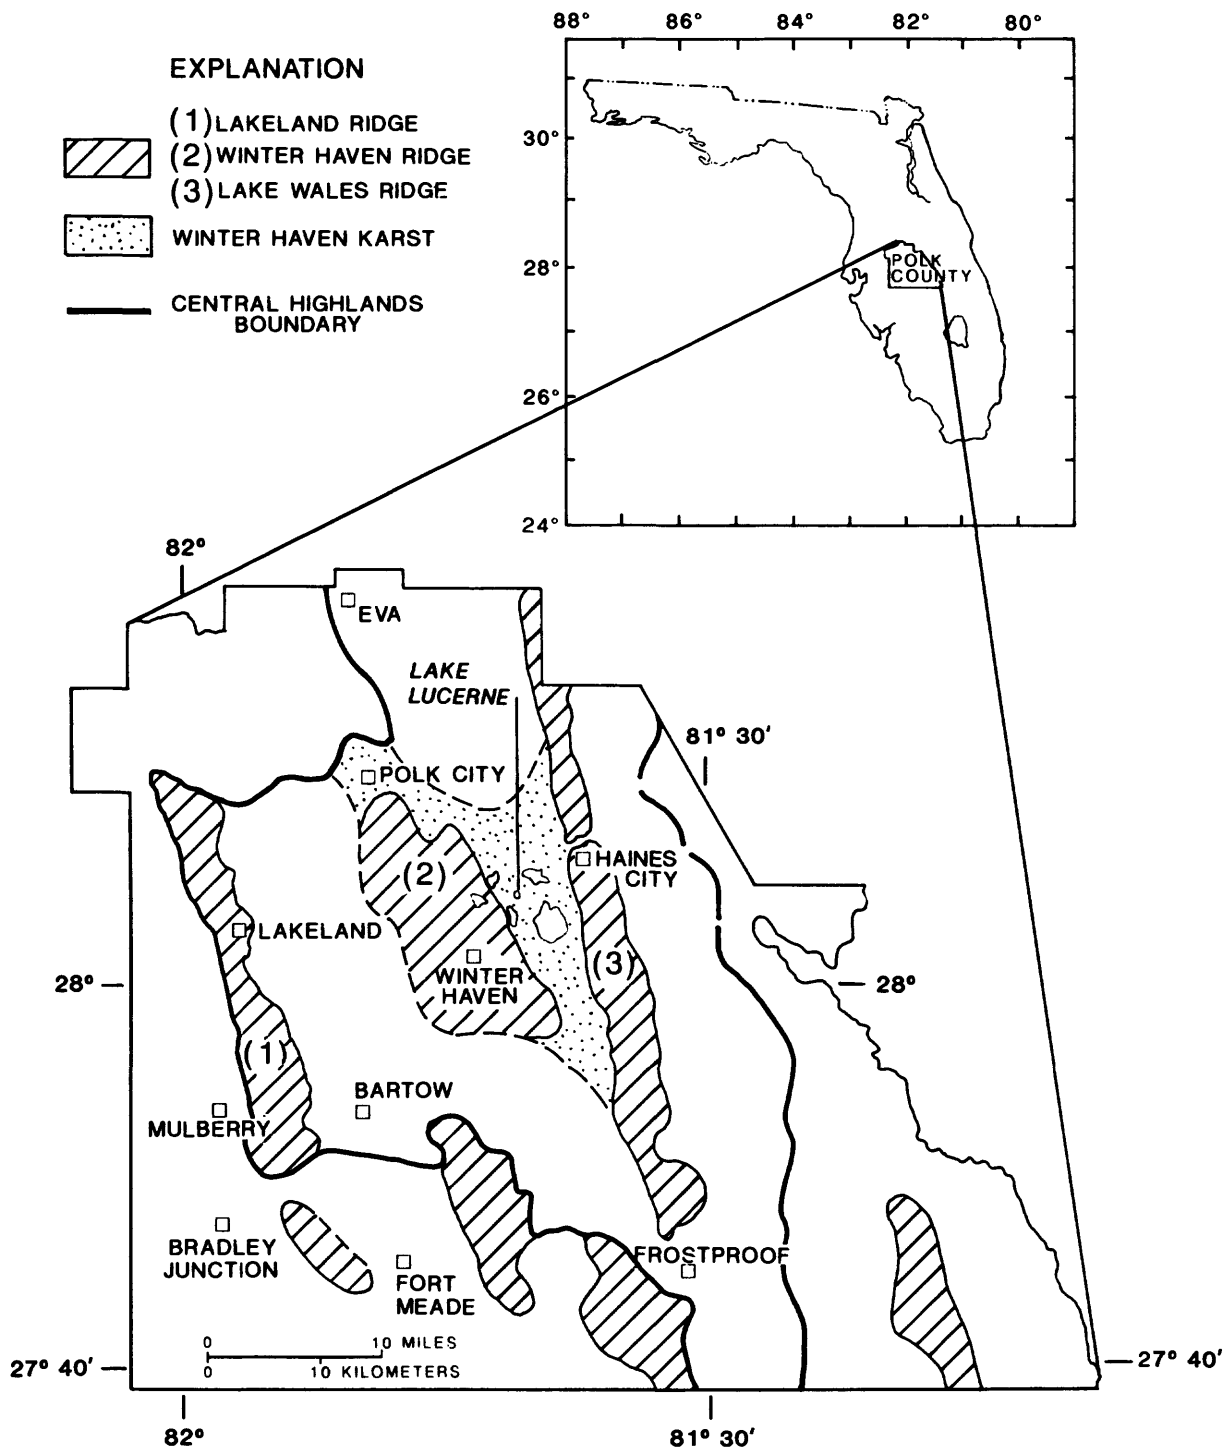 88° 86° 84° 82° 80°
EXPLANATION
(1) LAKELAND RIDGE
(2) WINTER HAVEN RIDGE
(3) LAKE WALES RIDGE
WINTER HAVEN KARST
CENTRAL HIGHLANDS
BOUNDARY
30°
28°
26°
24°
POLK
COUNTY
82°
EVA
LAKE
LUCERNE
81° 30'
POLK CITY
HAINES
CITY
(2)
LAKELAND
WINTER
HAVEN
(3)
28°
28°
(1)
BARTOW
MULBERRY
BRADLEY
JUNCTION
FORT
MEADE
FROSTPROOF
0 10 MILES
0 10 KILOMETERS
27° 40'
27° 40'
82°
81° 30'